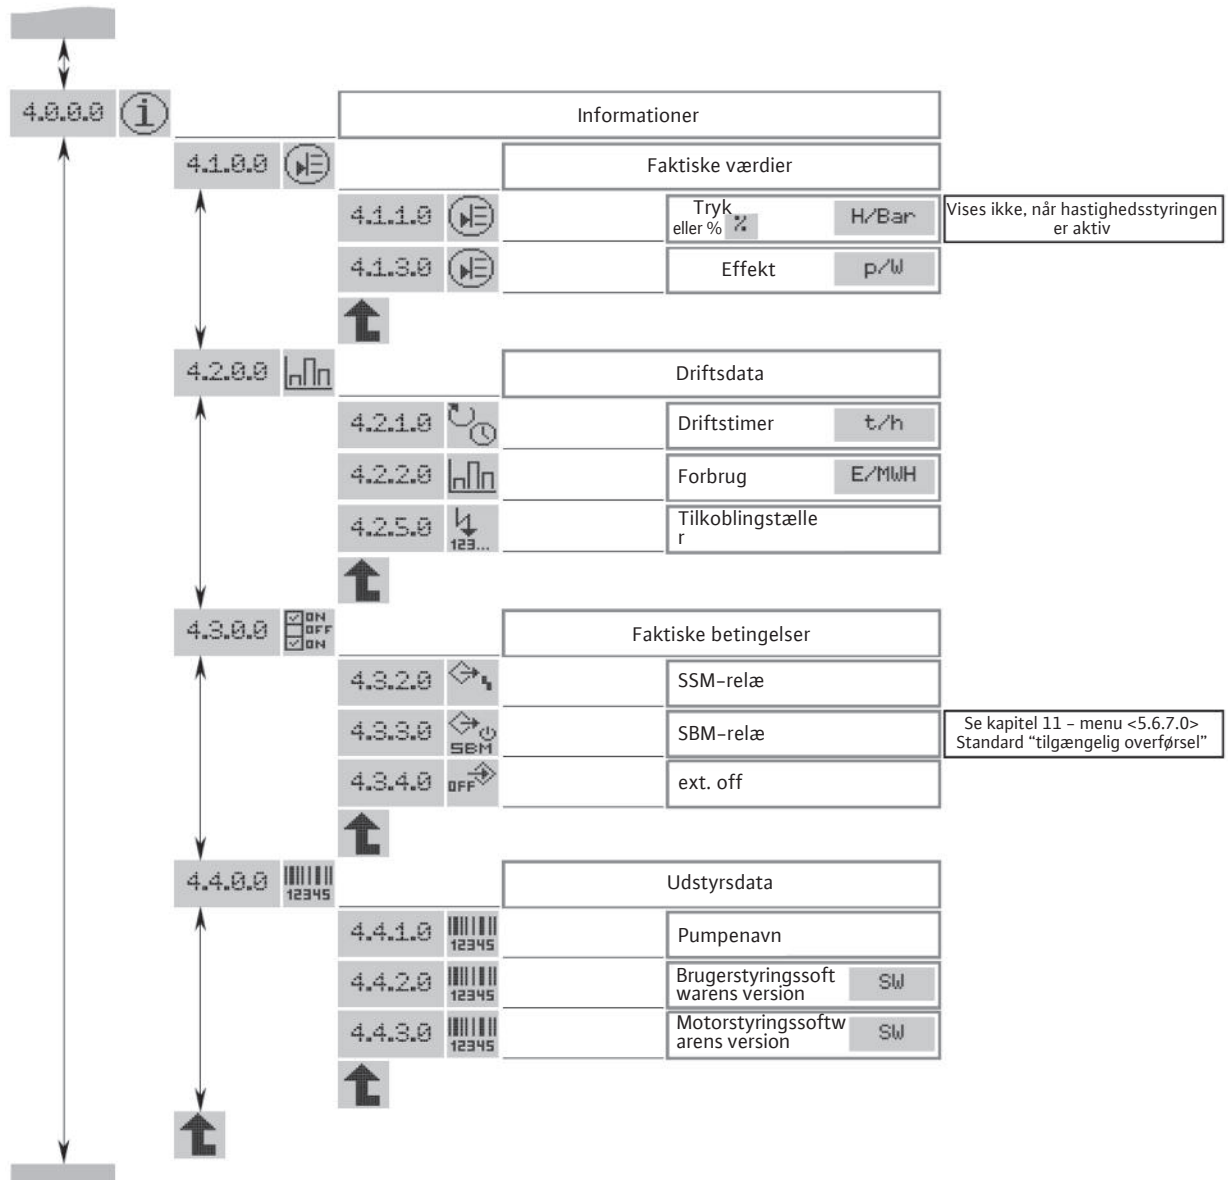 4.0.0.0 i Informationer
4.1.0.0 Faktiske værdier
4.1.1.0 Tryk
eller % % H/Bar
Vises ikke, når hastighedsstyringen
er aktiv
4.1.3.0 Effekt p/W
4.2.0.0 Driftsdata
4.2.1.0 Driftstimer t/h
4.2.2.0 Forbrug E/MWH
4.2.5.0 123... Tilkoblingstælle
r
4.3.0.0 ON
OFF
ON
Faktiske betingelser
4.3.2.0 SSM-relæ
4.3.3.0 SBM SBM-relæ
Se kapitel 11 - menu <5.6.7.0>
Standard “tilgængelig overførsel”
4.3.4.0 OFF ext. off
4.4.0.0 12345 Udstyrsdata
4.4.1.0 12345 Pumpenavn
4.4.2.0 12345 Brugerstyringssoft
warens version SW
4.4.3.0 12345 Motorstyringssoftw
arens version SW